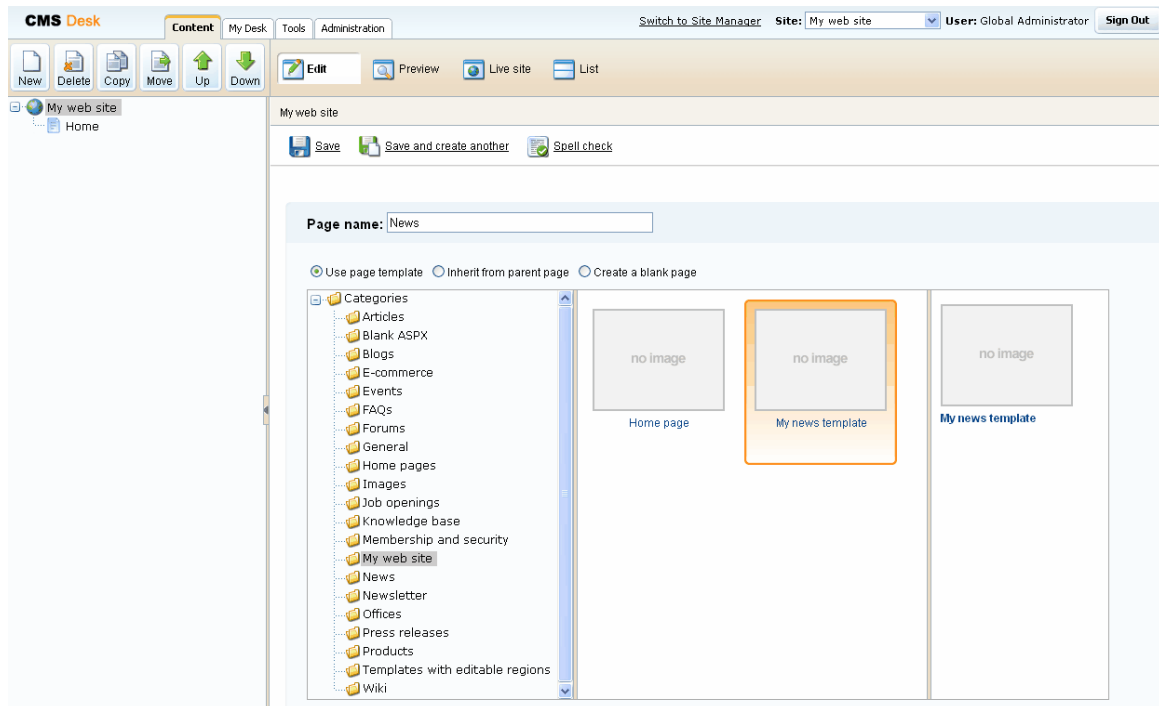 CMS Desk
Content My Desk Tools Administration
Switch to Site Manager Site: My web site User: Global Administrator Sign Out
New Delete Copy Move Up Down
Edit Preview Live site List
My web site
Home
My web site
Save Save and create another Spell check
Page name: News
Use page template Inherit from parent page Create a blank page
Categories
Articles
Blank ASPX
Blogs
E-commerce
Events
FAQs
Forums
General
Home pages
Images
Job openings
Knowledge base
Membership and security
My web site
News
Newsletter
Offices
Press releases
Products
Templates with editable regions
Wiki
no image
Home page
no image
My news template
no image
My news template